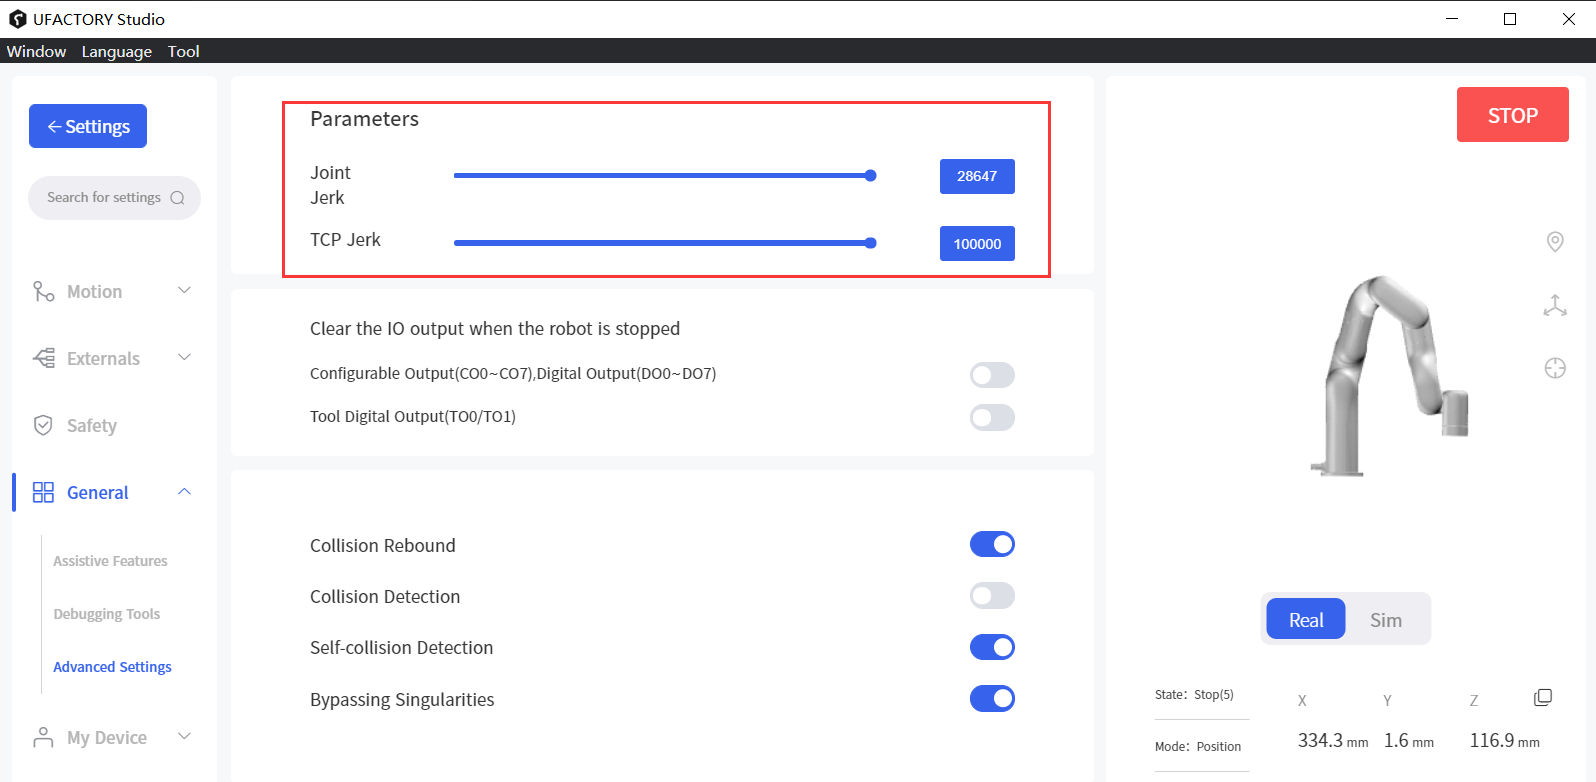 UFACTORY Studio
Window Language Tool
Settings
Search for settings
Motion
Externals
Safety
General
Assistive Features
Debugging Tools
Advanced Settings
My Device
Parameters
Joint
Jerk
28647
TCP Jerk
100000
Clear the IO output when the robot is stopped
Configurable Output(CO0~CO7),Digital Output(DO0~DO7)
Tool Digital Output(TO0/TO1)
Collision Rebound
Collision Detection
Self-collision Detection
Bypassing Singularities
STOP
Real Sim
State: Stop(5)
Mode: Position
X Y Z
334.3 mm 1.6 mm 116.9 mm